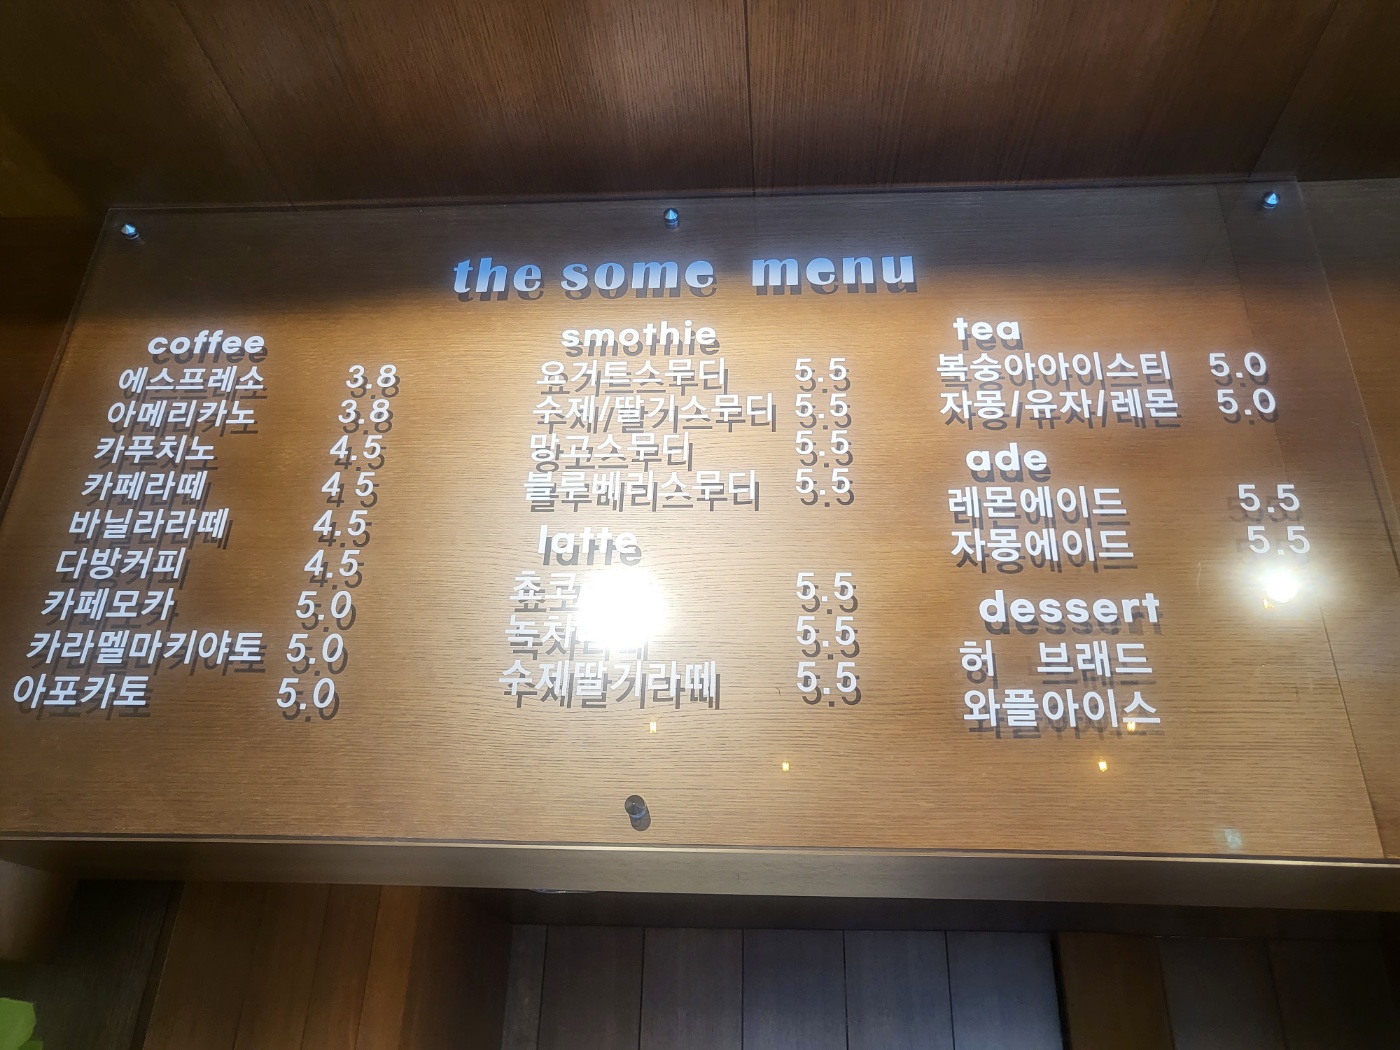 the some menu
coffee
에스프레소 3.8
아메리카노 3.8
카푸치노 4.5
카페라떼 4.5
바닐라라떼 4.5
다방커피 4.5
카페모카 5.0
카라멜마키야토 5.0
아포카토 5.0
smothie
요거트스무디 5.5
수제/딸기스무디 5.5
망고스무디 5.5
블루베리스무디 5.5
latte
5.5
5.5
수제딸기라떼 5.5
tea
복숭아아이스티 5.0
자몽/유자/레몬 5.0
ade
레몬에이드 5.5
자몽에이드 5.5
dessert
허 브래드
와플아이스